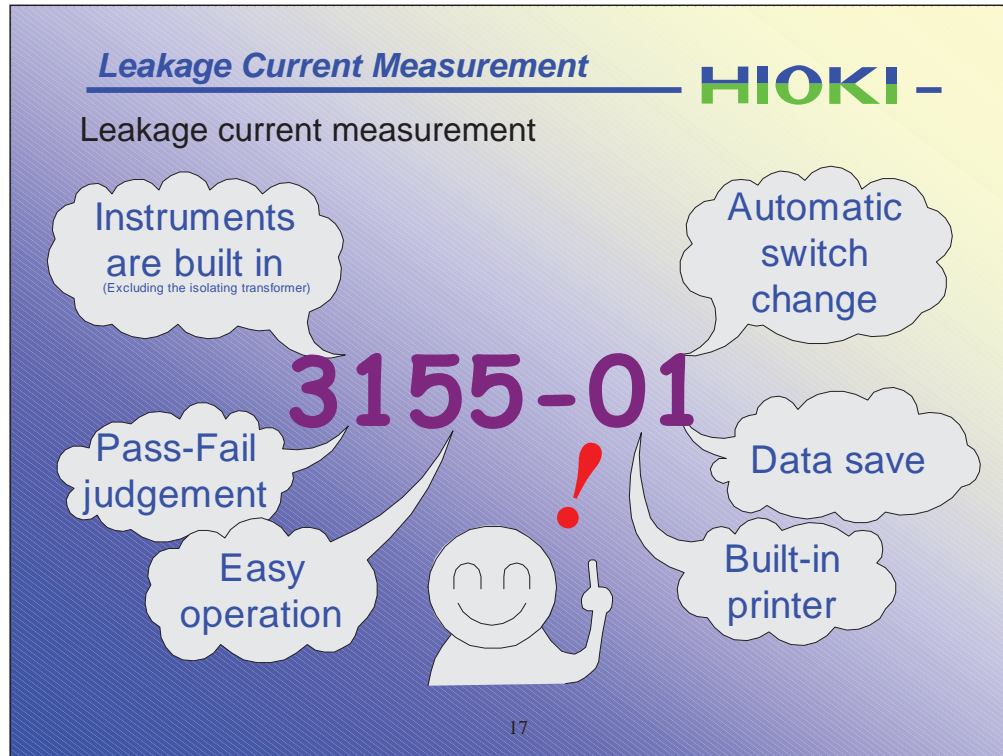 Leakage Current Measurement
HIOKI
Leakage current measurement
Instruments
are built in
(Excluding the isolating transformer)
Automatic
switch
change
3155-01
Pass-Fail
judgement
Data save
!
Easy
operation
Built-in
printer
17